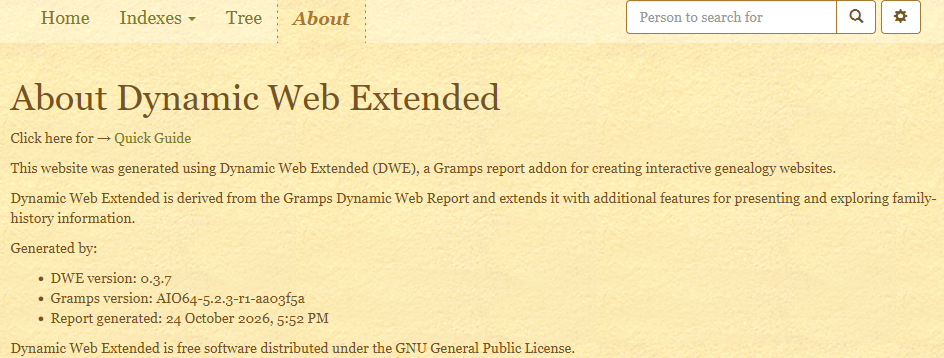 Home Indexes Tree About Person to search for
About Dynamic Web Extended
Click here for → Quick Guide
This website was generated using Dynamic Web Extended (DWE), a Gramps report addon for creating interactive genealogy websites.
Dynamic Web Extended is derived from the Gramps Dynamic Web Report and extends it with additional features for presenting and exploring family-
history information.
Generated by:
• DWE version: 0.3.7
• Gramps version: AIO64-5.2.3-r1-aa03f5a
• Report generated: 24 October 2026, 5:52 PM
Dynamic Web Extended is free software distributed under the GNU General Public License.